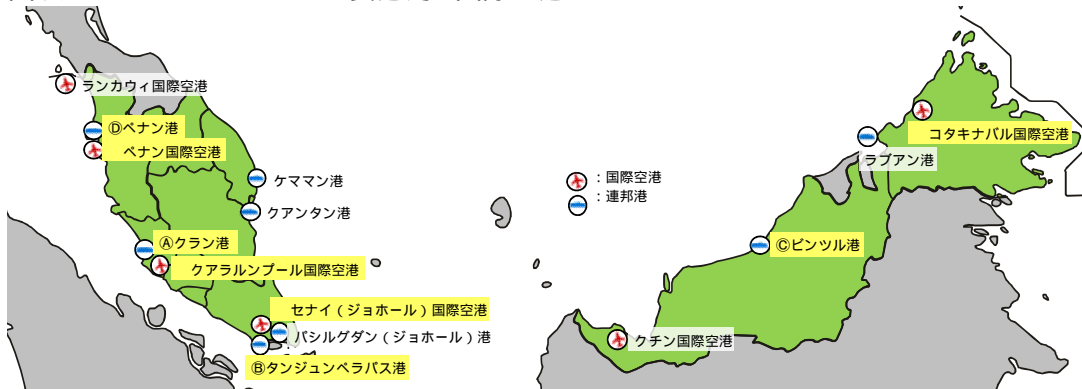 ランカウィ国際空港
Ⓓペナン港
ペナン国際空港
ケママン港
クアンタン港
Ⓐクラン港
クアラルンプール国際空港
セナイ（ジョホール）国際空港
パシルグダン（ジョホール）港
Ⓑタンジュンペラパス港
コタキナバル国際空港
ラブアン港
：国際空港
：連邦港
Ⓒビンツル港
クチン国際空港